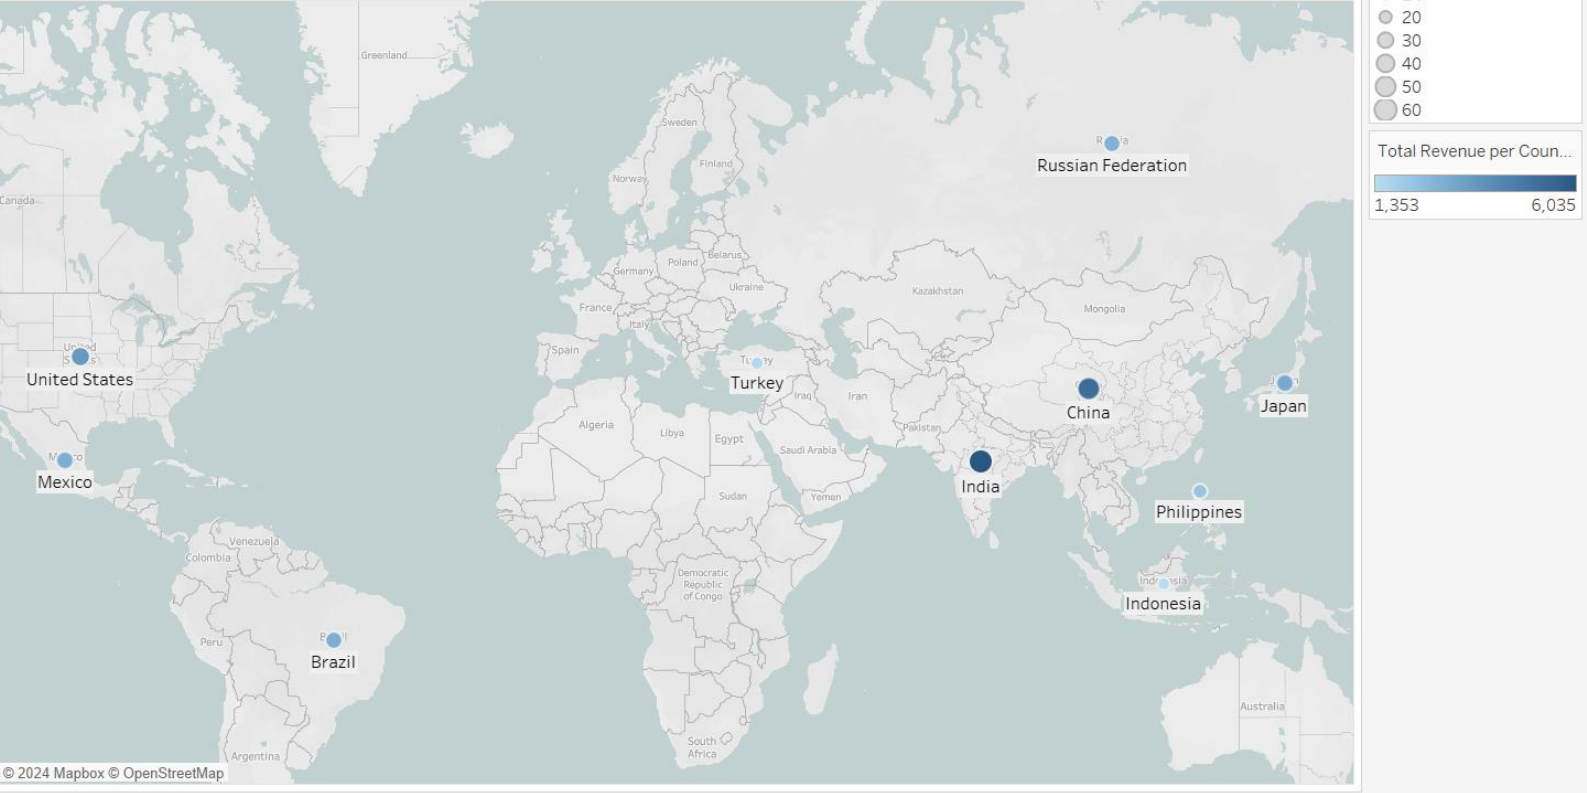 Greenland
20
30
40
50
60
Total Revenue per Coun...
1,353 6,035
Sweden
Finland
Norway
Russian Federation
Canada
Belarus
Poland
Germany
Ukraine
France
Italy
Kazakhstan
Mongolia
Spain
United
United States
Turkey
Iraq
Iran
China
Japan
Algeria
Libya
Egypt
Pakistan
Saudi Arabia
Mexico
India
Sudan
Yemen
Philippines
Venezuela
Colombia
Democratic
Republic
of Congo
Indonesia
Peru
Brazil
Australia
South
Africa
Argentina
© 2024 Mapbox © OpenStreetMap